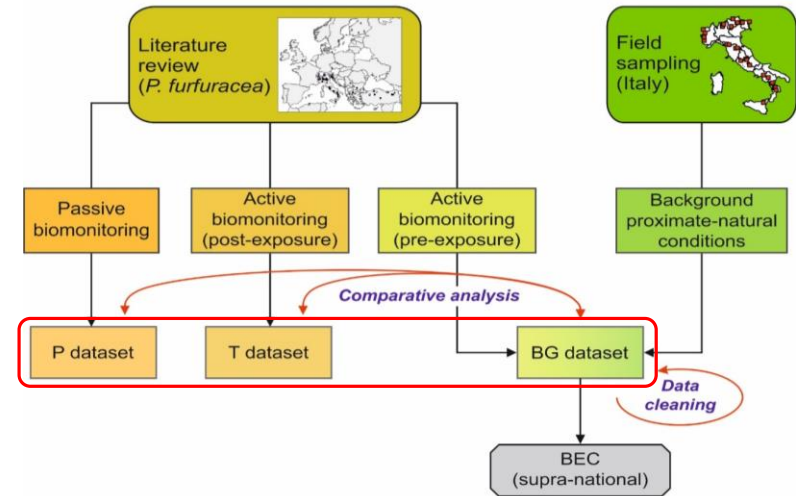 Literature
review
(P. furfuracea)
Field
sampling
(Italy)
Passive
biomonitoring
Active
biomonitoring
(post-exposure)
Active
biomonitoring
(pre-exposure)
Background
proximate-natural
conditions
Comparative analysis
P dataset
T dataset
BG dataset
Data
cleaning
BEC
(supra-national)